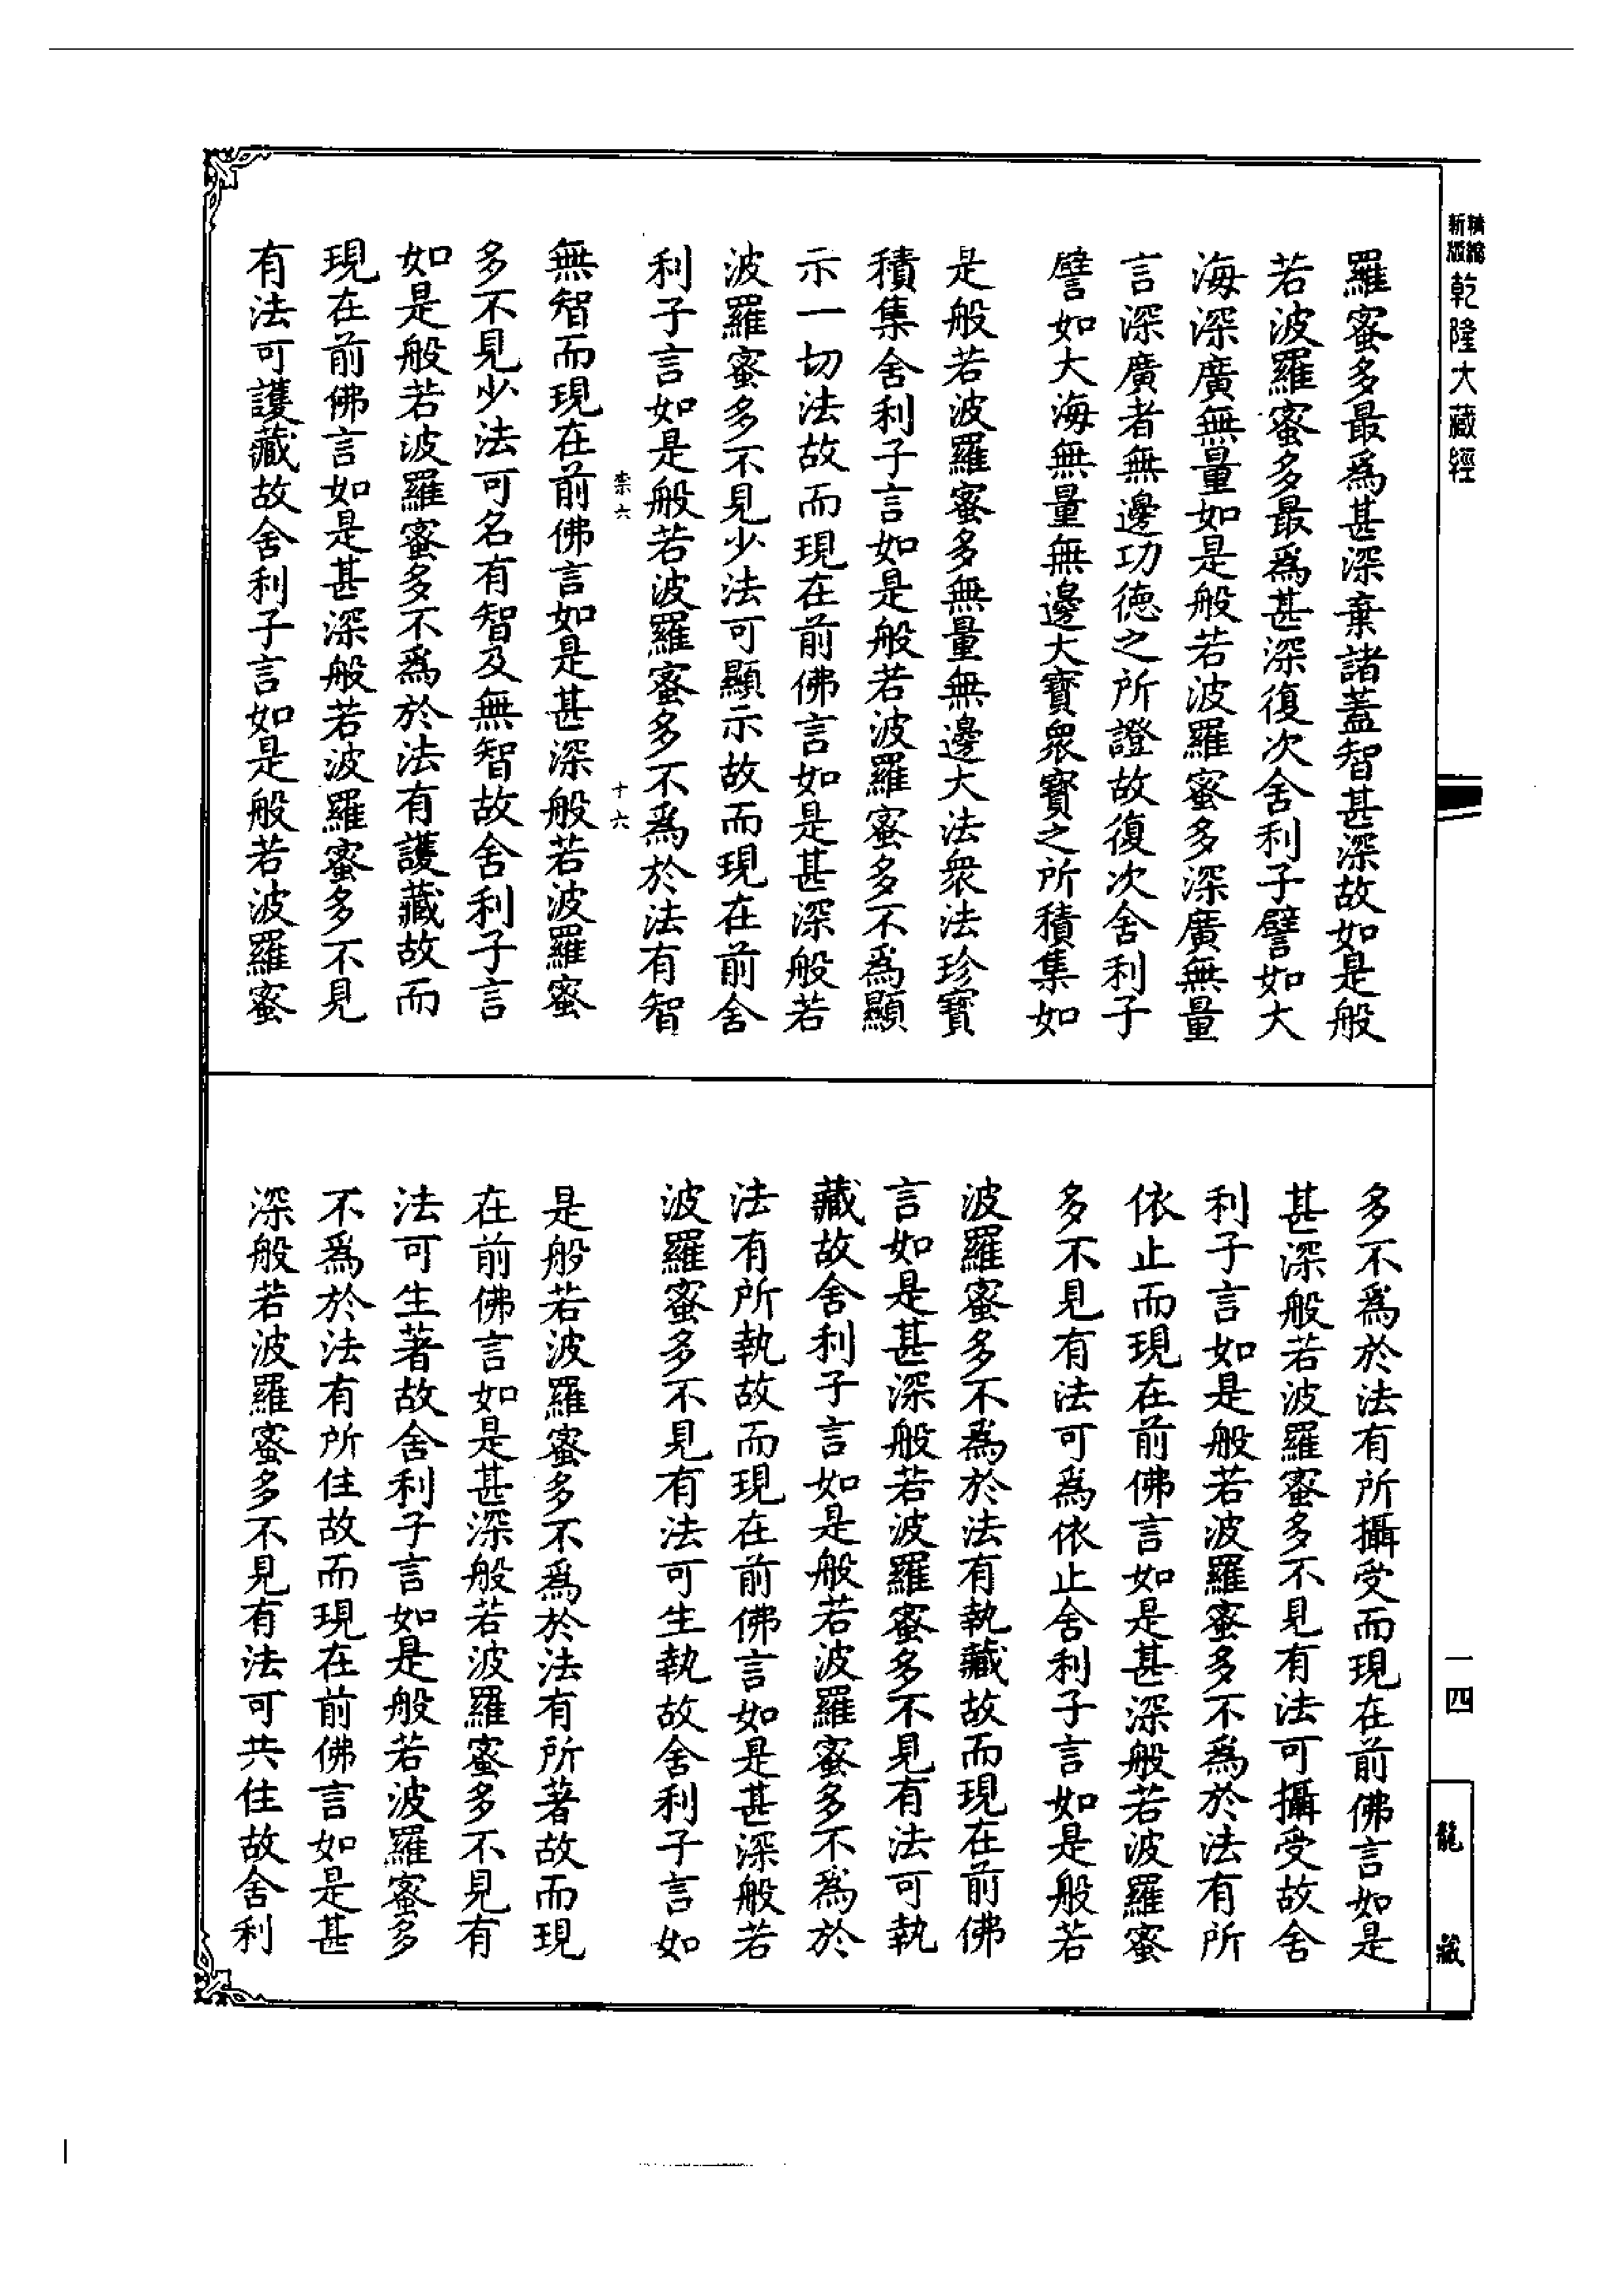 精縮新版乾隆大藏經
羅蜜多最為甚深棄諸蓋智甚深故如是般
若波羅蜜多最為甚深復次舍利子譬如大
海深廣無量如是般若波羅蜜多深廣無量
言深廣者無邊功德之所證故復次舍利子
譬如大海無量無邊大寶眾寶之所積集如
是般若波羅蜜多無量無邊大法眾法珍寶
積集舍利子言如是般若波羅蜜多不為顯
示一切法故而現在前佛言如是甚深般若
波羅蜜多不見少法可顯示故而現在前舍
利子言如是般若波羅蜜多不為於法有智
柰六
十六
無智而現在前佛言如是甚深般若波羅蜜
多不見少法可名有智及無智故舍利子言
如是般若波羅蜜多不為於法有護藏故而
現在前佛言如是甚深般若波羅蜜多不見
有法可護藏故舍利子言如是般若波羅蜜
多不為於法有所攝受而現在前佛言如是
甚深般若波羅蜜多不見有法可攝受故舍
利子言如是般若波羅蜜多不為於法有所
依止而現在前佛言如是甚深般若波羅蜜
多不見有法可為依止舍利子言如是般若
波羅蜜多不為於法有執藏故而現在前佛
言如是甚深般若波羅蜜多不見有法可執
藏故舍利子言如是般若波羅蜜多不為於
法有所執故而現在前佛言如是甚深般若
波羅蜜多不見有法可生執故舍利子言如
是般若波羅蜜多不為於法有所著故而現
在前佛言如是甚深般若波羅蜜多不見有
法可生著故舍利子言如是般若波羅蜜多
不為於法有所住故而現在前佛言如是甚
深般若波羅蜜多不見有法可共住故舍利
一四
龍藏